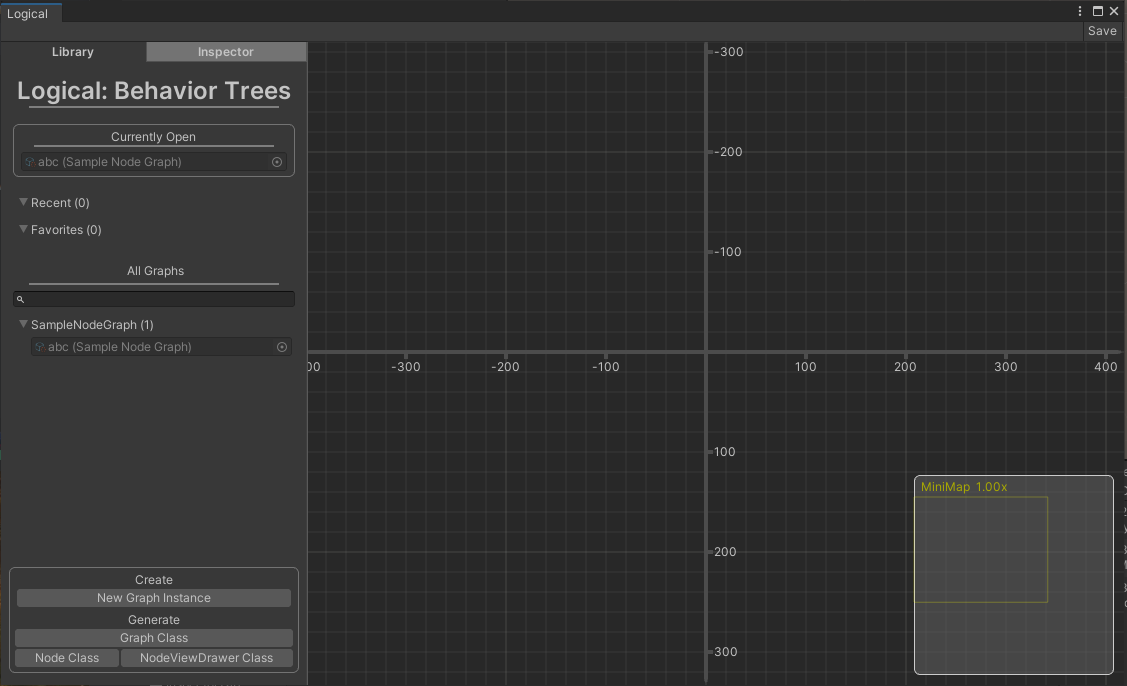 Logical
Save
Library Inspector
Logical: Behavior Trees
Currently Open
abc (Sample Node Graph)
Recent (0)
Favorites (0)
All Graphs
SampleNodeGraph (1)
abc (Sample Node Graph)
Create
New Graph Instance
Generate
Graph Class
Node Class NodeViewDrawer Class
-300
-200
-100
00 -300 -200 -100 100 200 300 400
100
200
300
MiniMap 1.00x